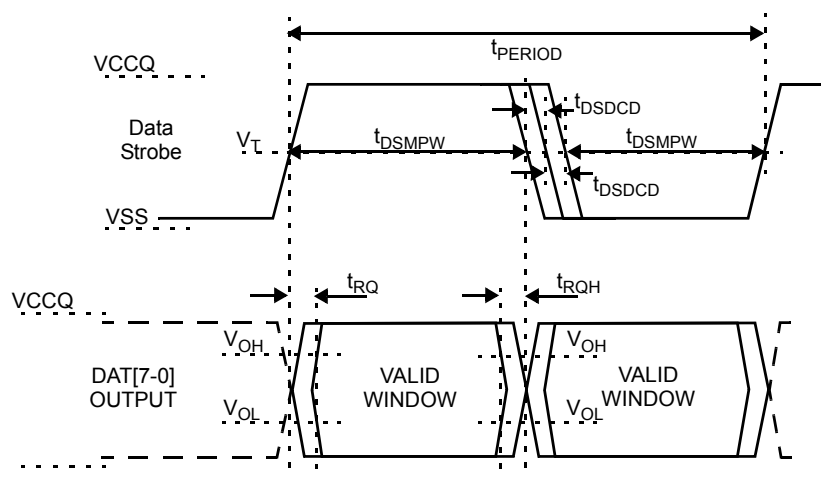 tPERIOD
VCCQ
tDSDCD
Data
Strobe
VT
tDSMPW
tDSMPW
tDSDCD
VSS
tRQ
tRQH
VCCQ
VOH
VOH
DAT[7-0]
OUTPUT
VALID
WINDOW
VALID
WINDOW
VOL
VOL